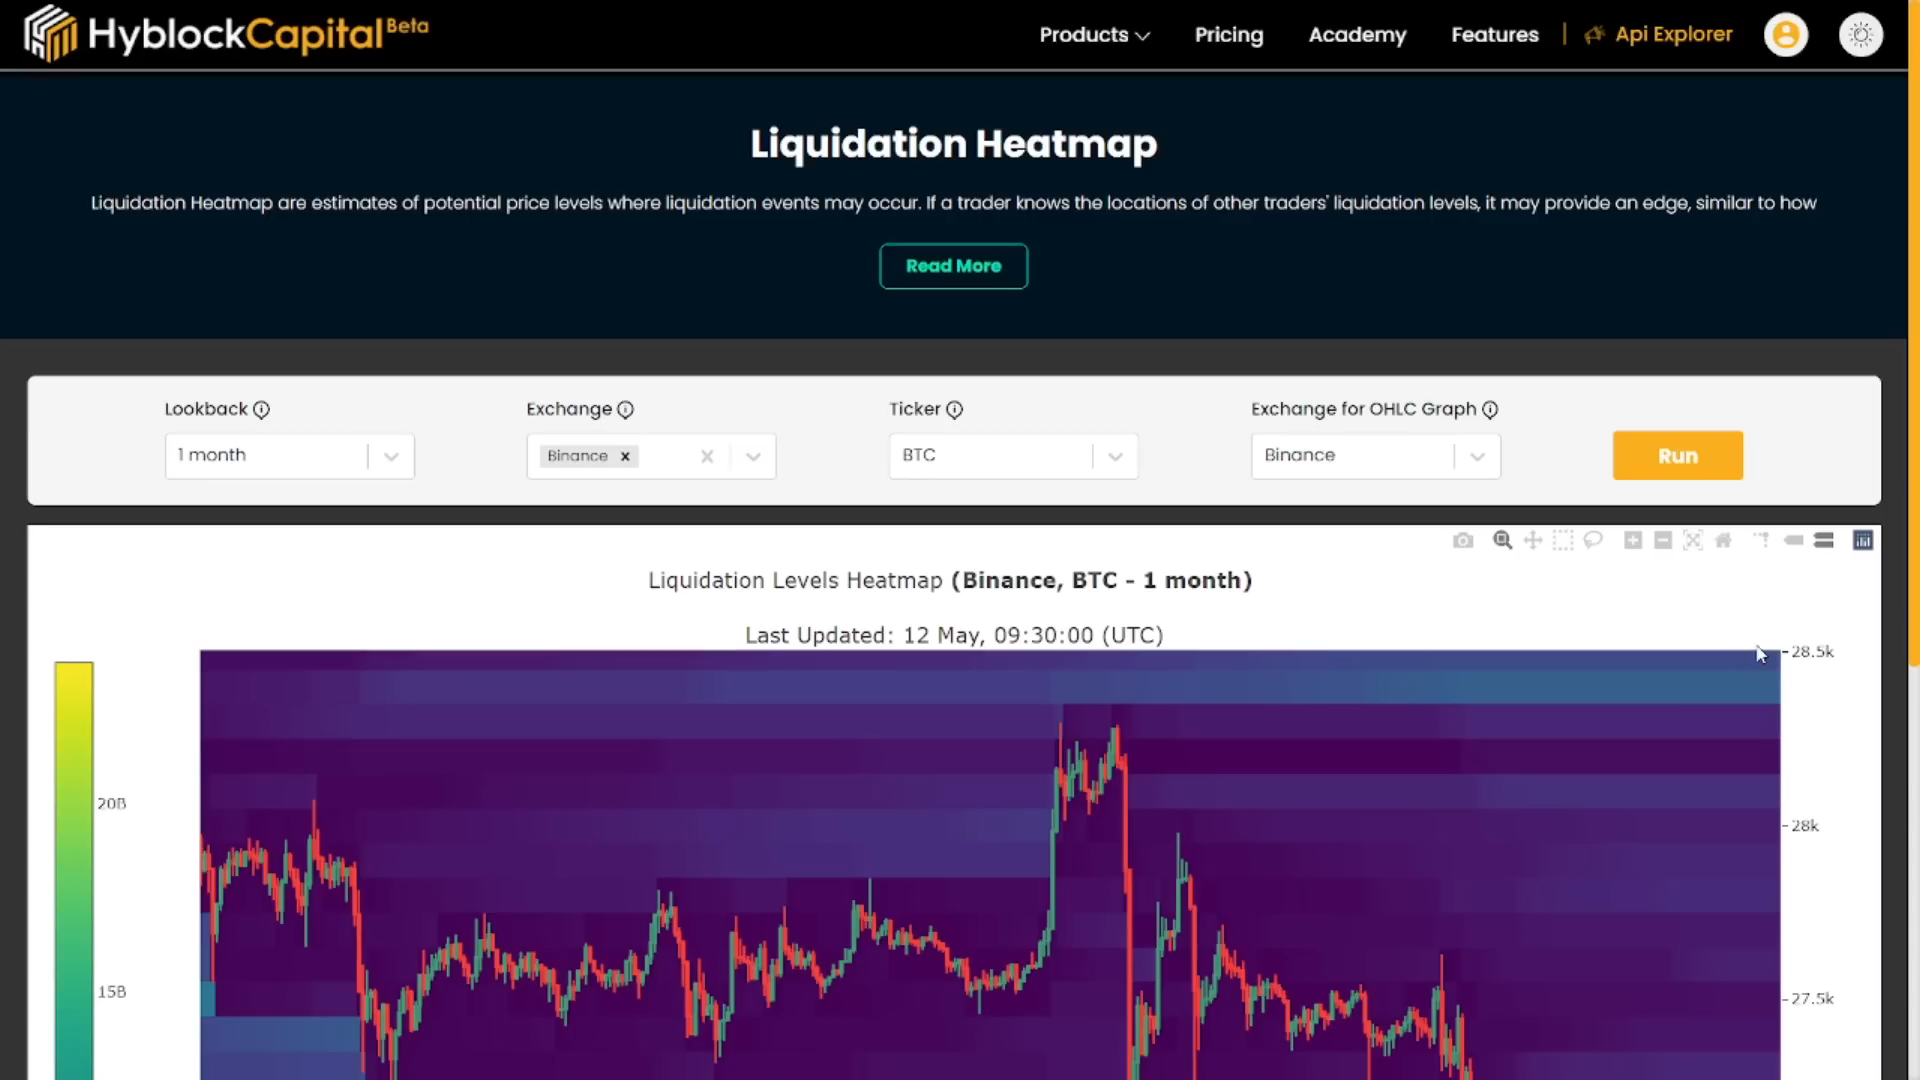 HyblockCapital Beta
Products
Pricing
Academy
Features
Api Explorer
Liquidation Heatmap
Liquidation Heatmap are estimates of potential price levels where liquidation events may occur. If a trader knows the locations of other traders' liquidation levels, it may provide an edge, similar to how
Read More
Lookback
Exchange
Ticker
Exchange for OHLC Graph
1 month
Binance
BTC
Binance
Run
Liquidation Levels Heatmap (Binance, BTC - 1 month)
Last Updated: 12 May, 09:30:00 (UTC)
28.5k
20B
28k
15B
27.5k